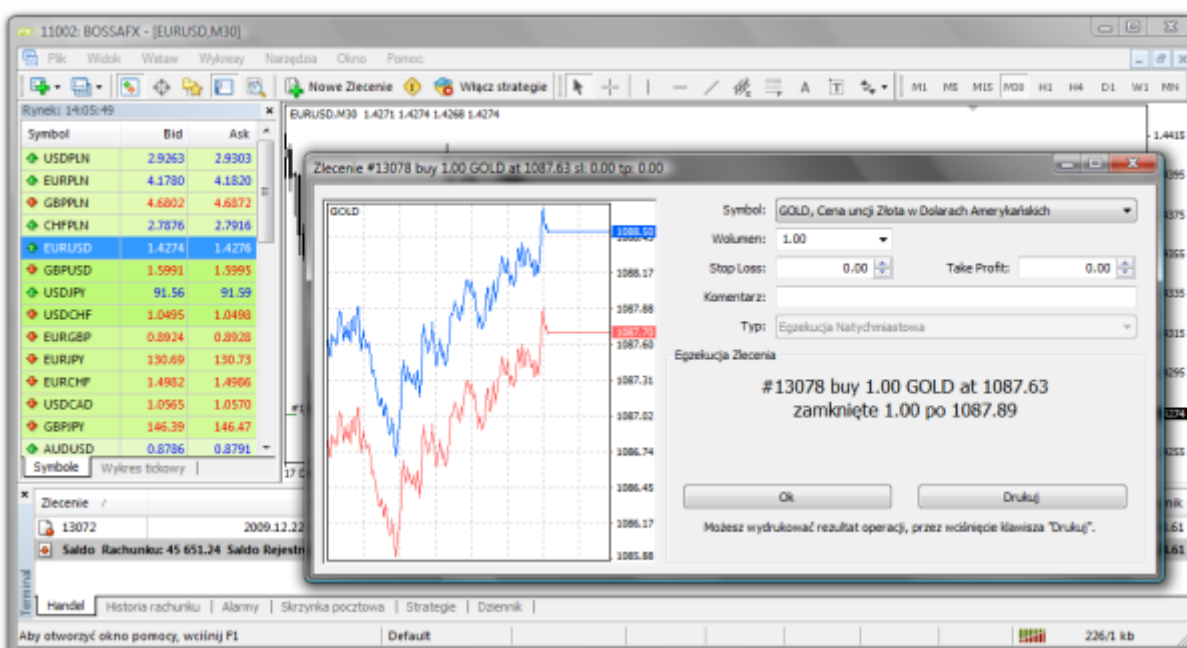 11002: BOSSAFX - [EURUSD,M30]
Plik Widok Wstaw Wykresy Narzędzia Okno Pomoc
Nowe Zlecenie Włącz strategie A T M1 M5 M15 M30 H1 H4 D1 W1 MN
Rynek: 14:05:49
Symbol Bid Ask
USDPLN 2.9263 2.9303
EURPLN 4.1780 4.1820
GBPPLN 4.6802 4.6872
CHFPLN 2.7876 2.7916
EURUSD 1.4274 1.4276
GBPUSD 1.5991 1.5995
USDJPY 91.56 91.59
USDCHF 1.0495 1.0498
EURGBP 0.8924 0.8928
EURJPY 130.69 130.73
EURCHF 1.4982 1.4986
USDCAD 1.0565 1.0570
GBPJPY 146.39 146.47
AUDUSD 0.8786 0.8791
Symbole Wykres tickowy
EURUSD.M30 1.4271 1.4274 1.4268 1.4274
1.4415
Zlecenie #13078 buy 1.00 GOLD at 1087.63 sl: 0.00 tp: 0.00
GOLD
1088.50
1088.45
1088.17
1087.88
1087.70
1087.60
1087.31
1087.02
1086.74
1086.45
1086.17
1085.88
Symbol: GOLD, Cena uncji Złota w Dolarach Amerykańskich
Wolumen: 1.00
Stop Loss: 0.00 Take Profit: 0.00
Komentarz:
Typ: Egzekucja Natychmiastowa
Egzekucja Zlecenia
#13078 buy 1.00 GOLD at 1087.63
zamknięte 1.00 po 1087.89
Ok Drukuj
Możesz wydrukować rezultat operacji, przez wciśnięcie klawisza "Drukuj".
Zlecenie /
13072 2009.12.22
Saldo Rachunku: 45 651.24 Saldo Rejestr
Terminal
Handel Historia rachunku Alarmy Skrzynka pocztowa Strategie Dziennik
Aby otworzyć okno pomocy, wciśnij F1 Default 226/1 kb